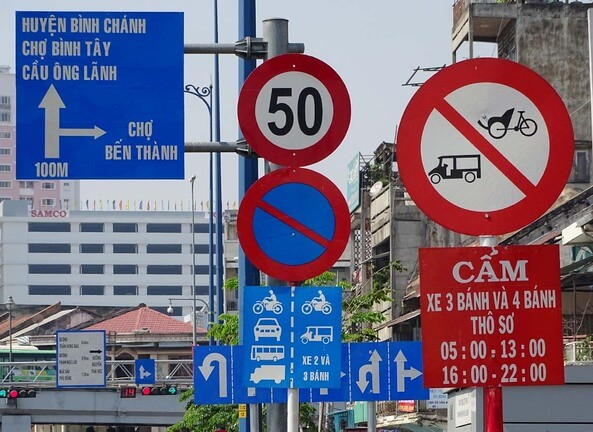 HUYỆN BÌNH CHÁNH
CHỢ BÌNH TÂY
CẦU ÔNG LÃNH
CHỢ
BẾN THÀNH
100M
50
SAMCO
CẤM
XE 3 BÁNH VÀ 4 BÁNH
THÔ SƠ
05 : 00 - 13 : 00
16 : 00 - 22 : 00
XE 2 VÀ
3 BÁNH